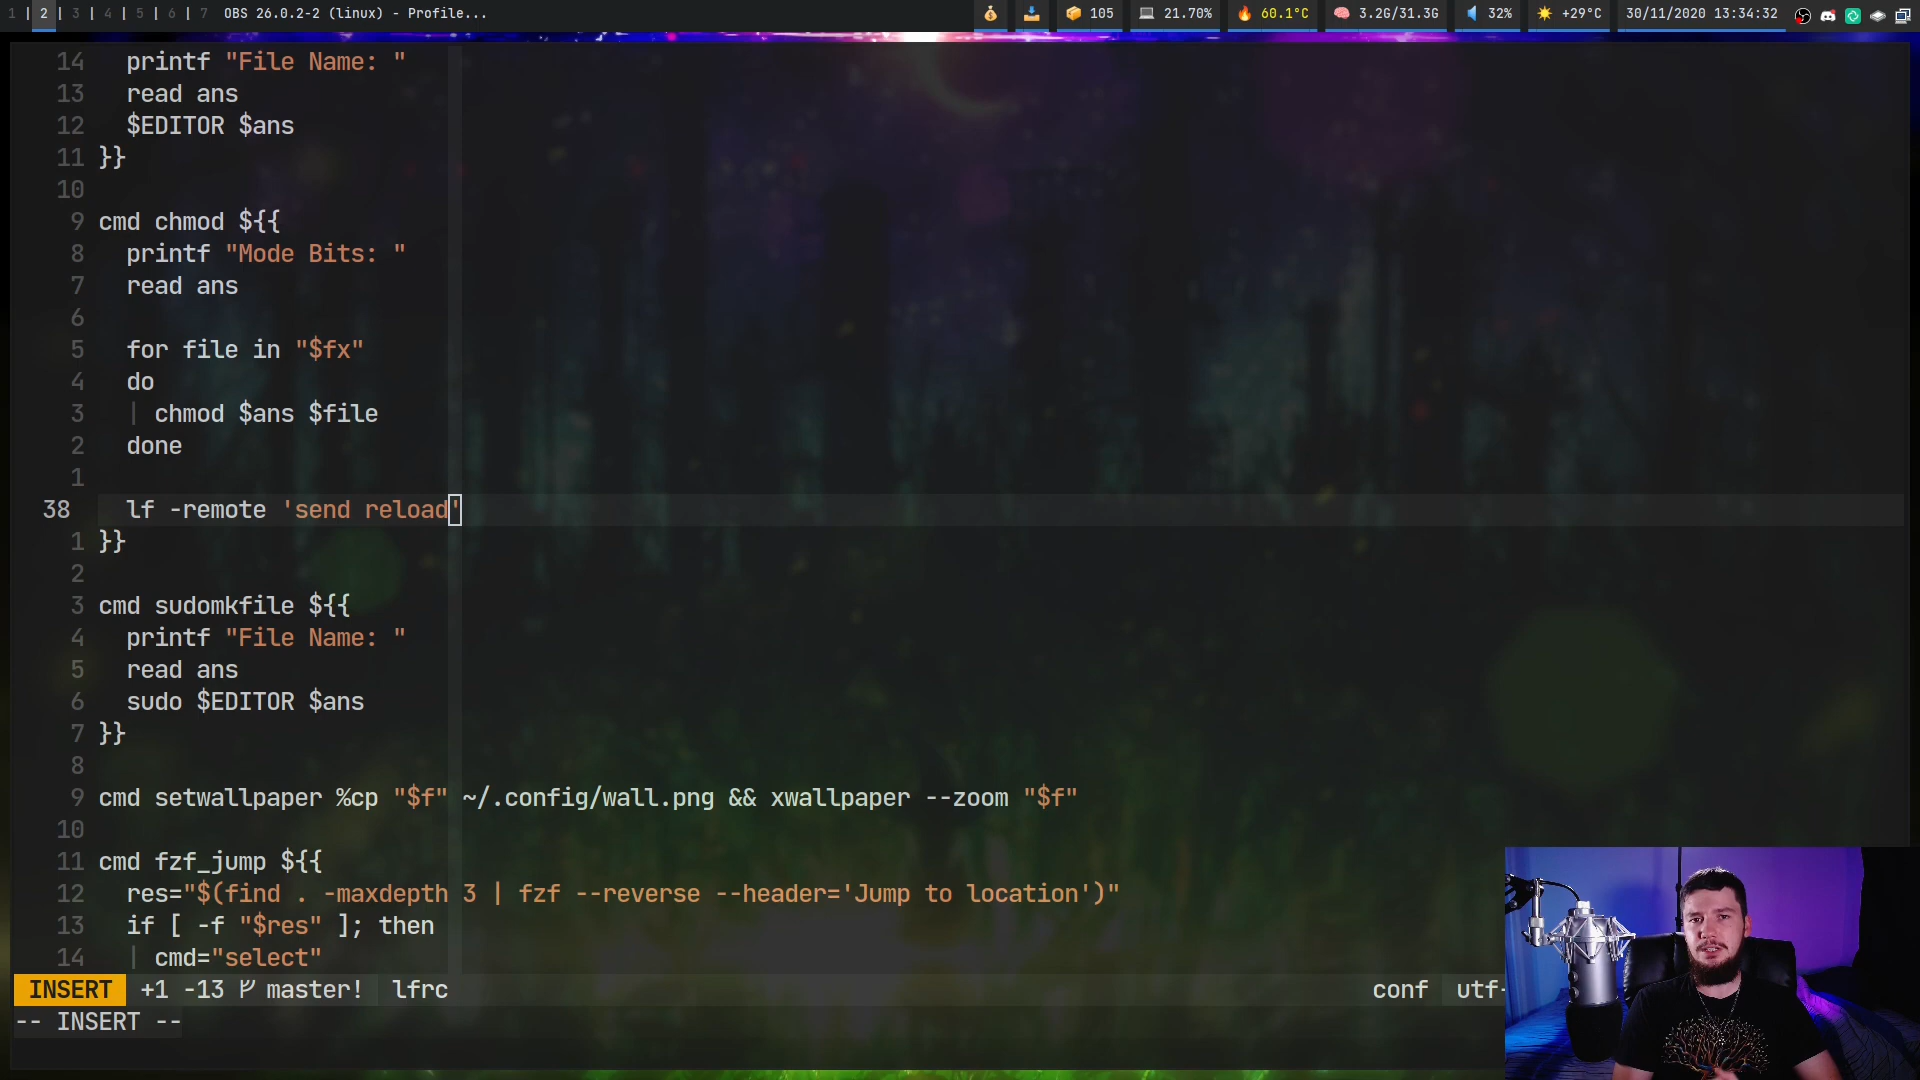 1 | 2 | 3 | 4 | 5 | 6 | 7 OBS 26.0.2-2 (linux) - Profile... 105 21.70% 60.1°C 3.2G/31.3G 32% +29°C 30/11/2020 13:34:32
14 printf "File Name: "
13 read ans
12 $EDITOR $ans
11 }}
10
9 cmd chmod ${{
8 printf "Mode Bits: "
7 read ans
6
5 for file in "$fx"
4 do
3 | chmod $ans $file
2 done
1
38 lf -remote 'send reload'
1 }}
2
3 cmd sudomkfile ${{
4 printf "File Name: "
5 read ans
6 sudo $EDITOR $ans
7 }}
8
9 cmd setwallpaper %cp "$f" ~/.config/wall.png && xwallpaper --zoom "$f"
10
11 cmd fzf_jump ${{
12 res="$(find . -maxdepth 3 | fzf --reverse --header='Jump to location')"
13 if [ -f "$res" ]; then
14 | cmd="select"
INSERT +1 -13 master! lfrc conf utf-
-- INSERT --